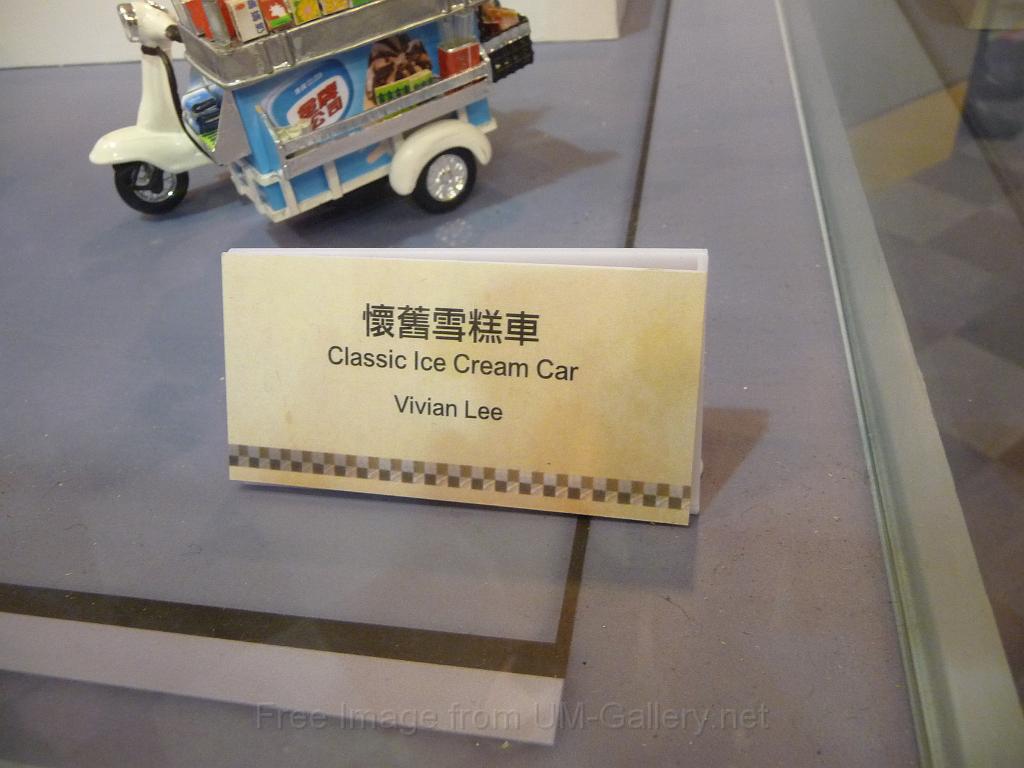 懷舊雪糕車
Classic Ice Cream Car
Vivian Lee
Free Image from UM-Gallery.net